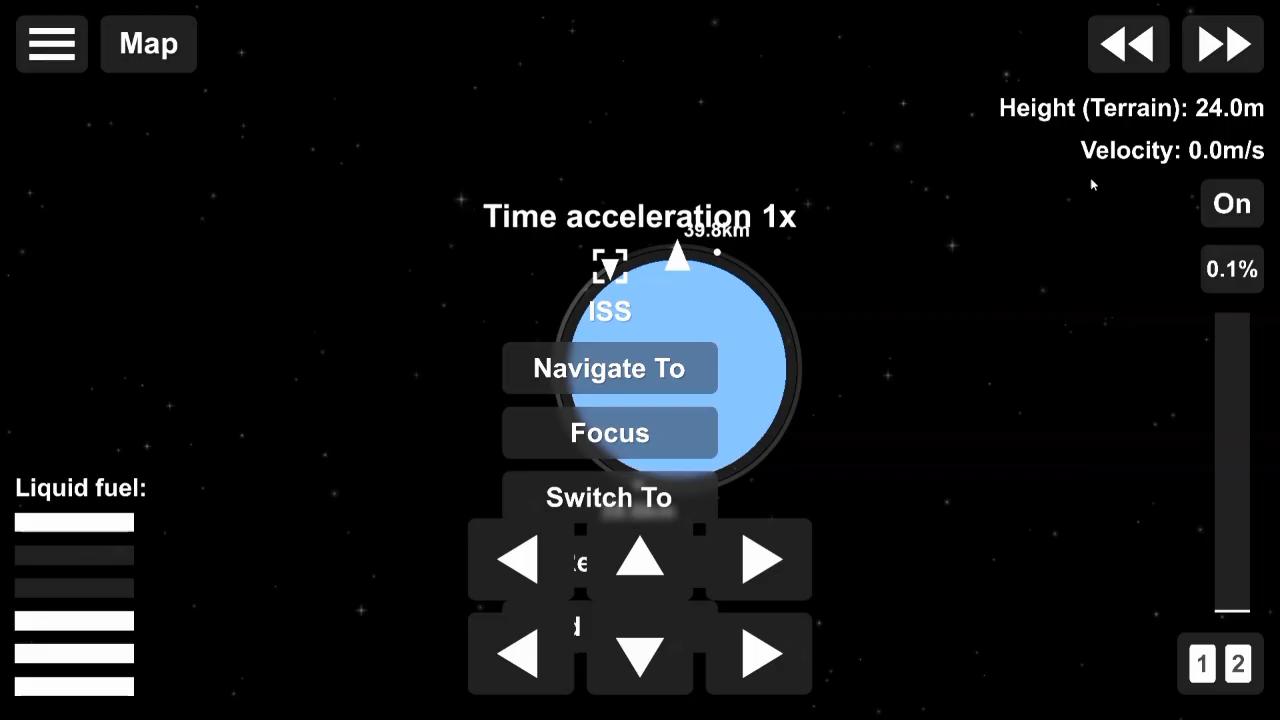 Map
Height (Terrain): 24.0m
Velocity: 0.0m/s
On
Time acceleration 1x
39.8km
0.1%
ISS
Navigate To
Focus
Switch To
Liquid fuel:
1 2